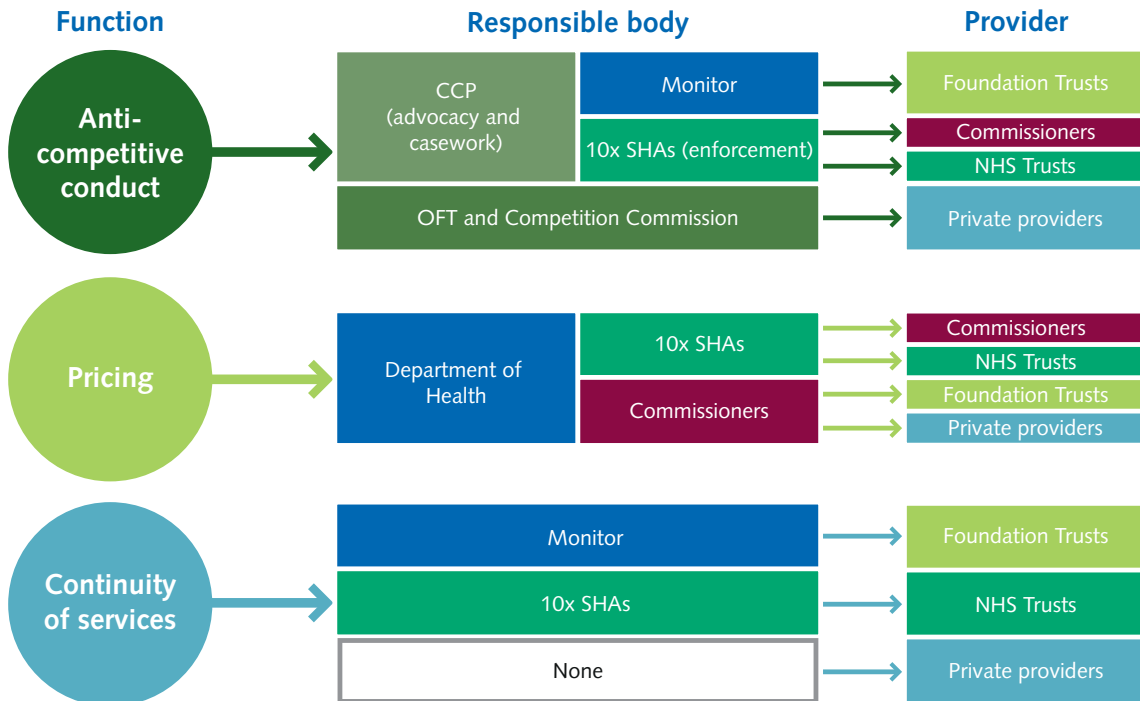 Function
Responsible body
Provider
Anti-
competitive
conduct
CCP
(advocacy and
casework)
Monitor
10x SHAs (enforcement)
OFT and Competition Commission
Foundation Trusts
Commissioners
NHS Trusts
Private providers
Pricing
Department of
Health
10x SHAs
Commissioners
Commissioners
NHS Trusts
Foundation Trusts
Private providers
Continuity
of services
Monitor
10x SHAs
None
Foundation Trusts
NHS Trusts
Private providers